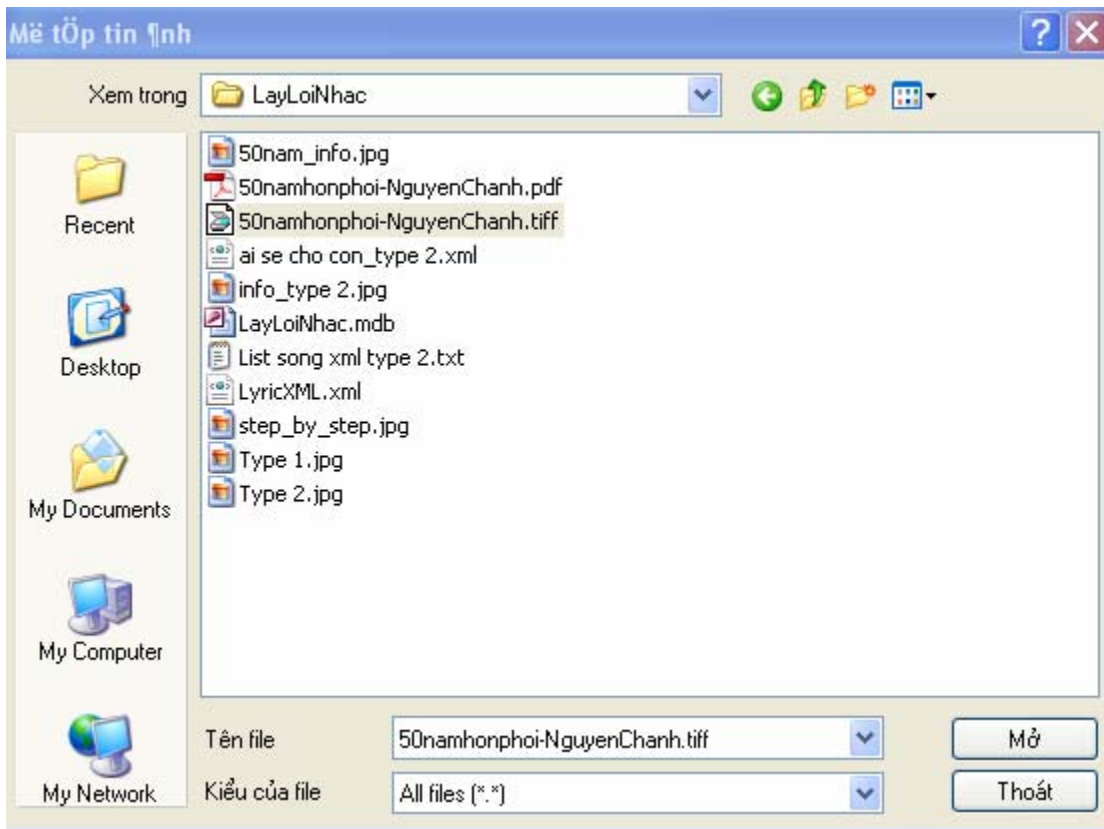 Më tÖp tin ¶nh
Xem trong LayLoiNhac
50nam_info.jpg
50namhonphoi-NguyenChanh.pdf
50namhonphoi-NguyenChanh.tiff
ai se cho con_type 2.xml
info_type 2.jpg
LayLoiNhac.mdb
List song xml type 2.txt
LyricXML.xml
step_by_step.jpg
Type 1.jpg
Type 2.jpg
Recent
Desktop
My Documents
My Computer
My Network
Tên file 50namhonphoi-NguyenChanh.tiff Mở
Kiểu của file All files (*.*) Thoát